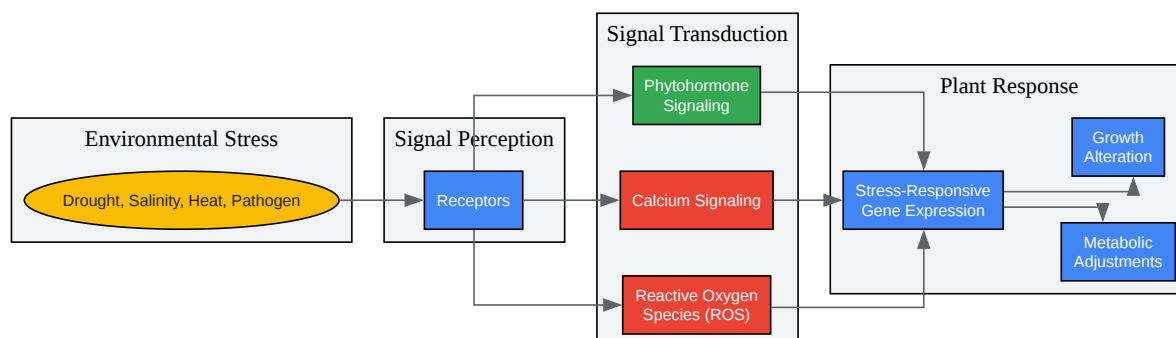 Environmental Stress
Drought, Salinity, Heat, Pathogen
Signal Perception
Receptors
Signal Transduction
Phytohormone
Signaling
Calcium Signaling
Reactive Oxygen
Species (ROS)
Plant Response
Stress-Responsive
Gene Expression
Growth
Alteration
Metabolic
Adjustments